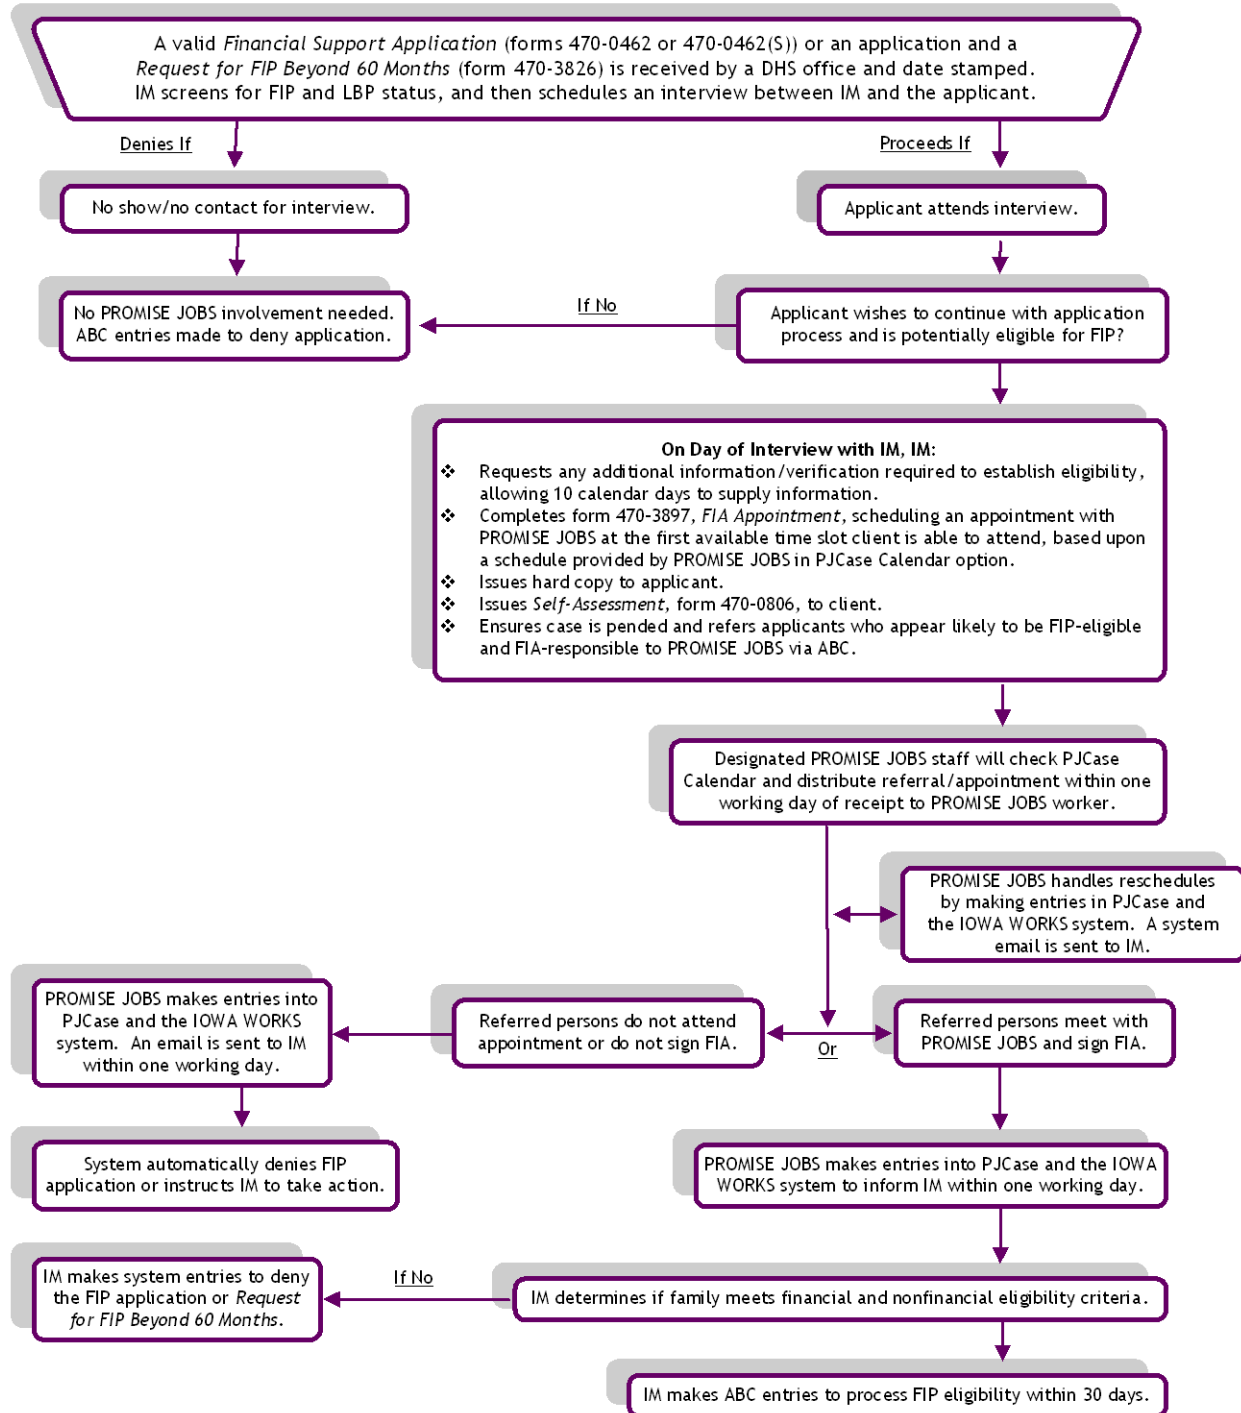 A valid Financial Support Application (forms 470-0462 or 470-0462(S)) or an application and a
Request for FIP Beyond 60 Months (form 470-3826) is received by a DHS office and date stamped.
IM screens for FIP and LBP status, and then schedules an interview between IM and the applicant.
Denies If
Proceeds If
No show/no contact for interview.
Applicant attends interview.
No PROMISE JOBS involvement needed.
ABC entries made to deny application.
If No
Applicant wishes to continue with application
process and is potentially eligible for FIP?
On Day of Interview with IM, IM:
❖ Requests any additional information/verification required to establish eligibility,
allowing 10 calendar days to supply information.
❖ Completes form 470-3897, FIA Appointment, scheduling an appointment with
PROMISE JOBS at the first available time slot client is able to attend, based upon
a schedule provided by PROMISE JOBS in PJCase Calendar option.
❖ Issues hard copy to applicant.
❖ Issues Self-Assessment, form 470-0806, to client.
❖ Ensures case is pended and refers applicants who appear likely to be FIP-eligible
and FIA-responsible to PROMISE JOBS via ABC.
Designated PROMISE JOBS staff will check PJCase
Calendar and distribute referral/appointment within one
working day of receipt to PROMISE JOBS worker.
PROMISE JOBS handles reschedules
by making entries in PJCase and
the IOWA WORKS system. A system
email is sent to IM.
PROMISE JOBS makes entries into
PJCase and the IOWA WORKS
system. An email is sent to IM
within one working day.
Referred persons do not attend
appointment or do not sign FIA.
Or
Referred persons meet with
PROMISE JOBS and sign FIA.
System automatically denies FIP
application or instructs IM to take action.
PROMISE JOBS makes entries into PJCase and the IOWA
WORKS system to inform IM within one working day.
IM makes system entries to deny
the FIP application or Request
for FIP Beyond 60 Months.
If No
IM determines if family meets financial and nonfinancial eligibility criteria.
IM makes ABC entries to process FIP eligibility within 30 days.